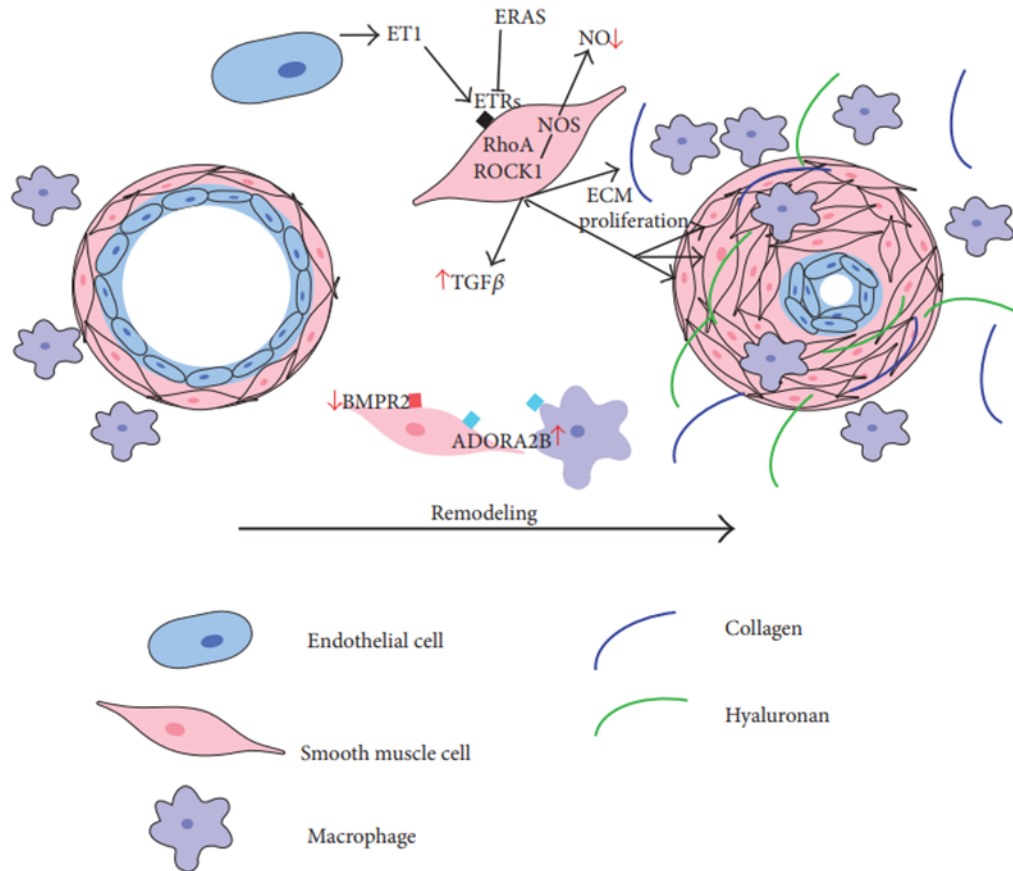 ERAS
ET1
NO↓
ETRs
NOS
RhoA
ROCK1
ECM
proliferation
↑TGFβ
↓BMPR2
ADORA2B↑
Remodeling
Endothelial cell
Collagen
Smooth muscle cell
Hyaluronan
Macrophage